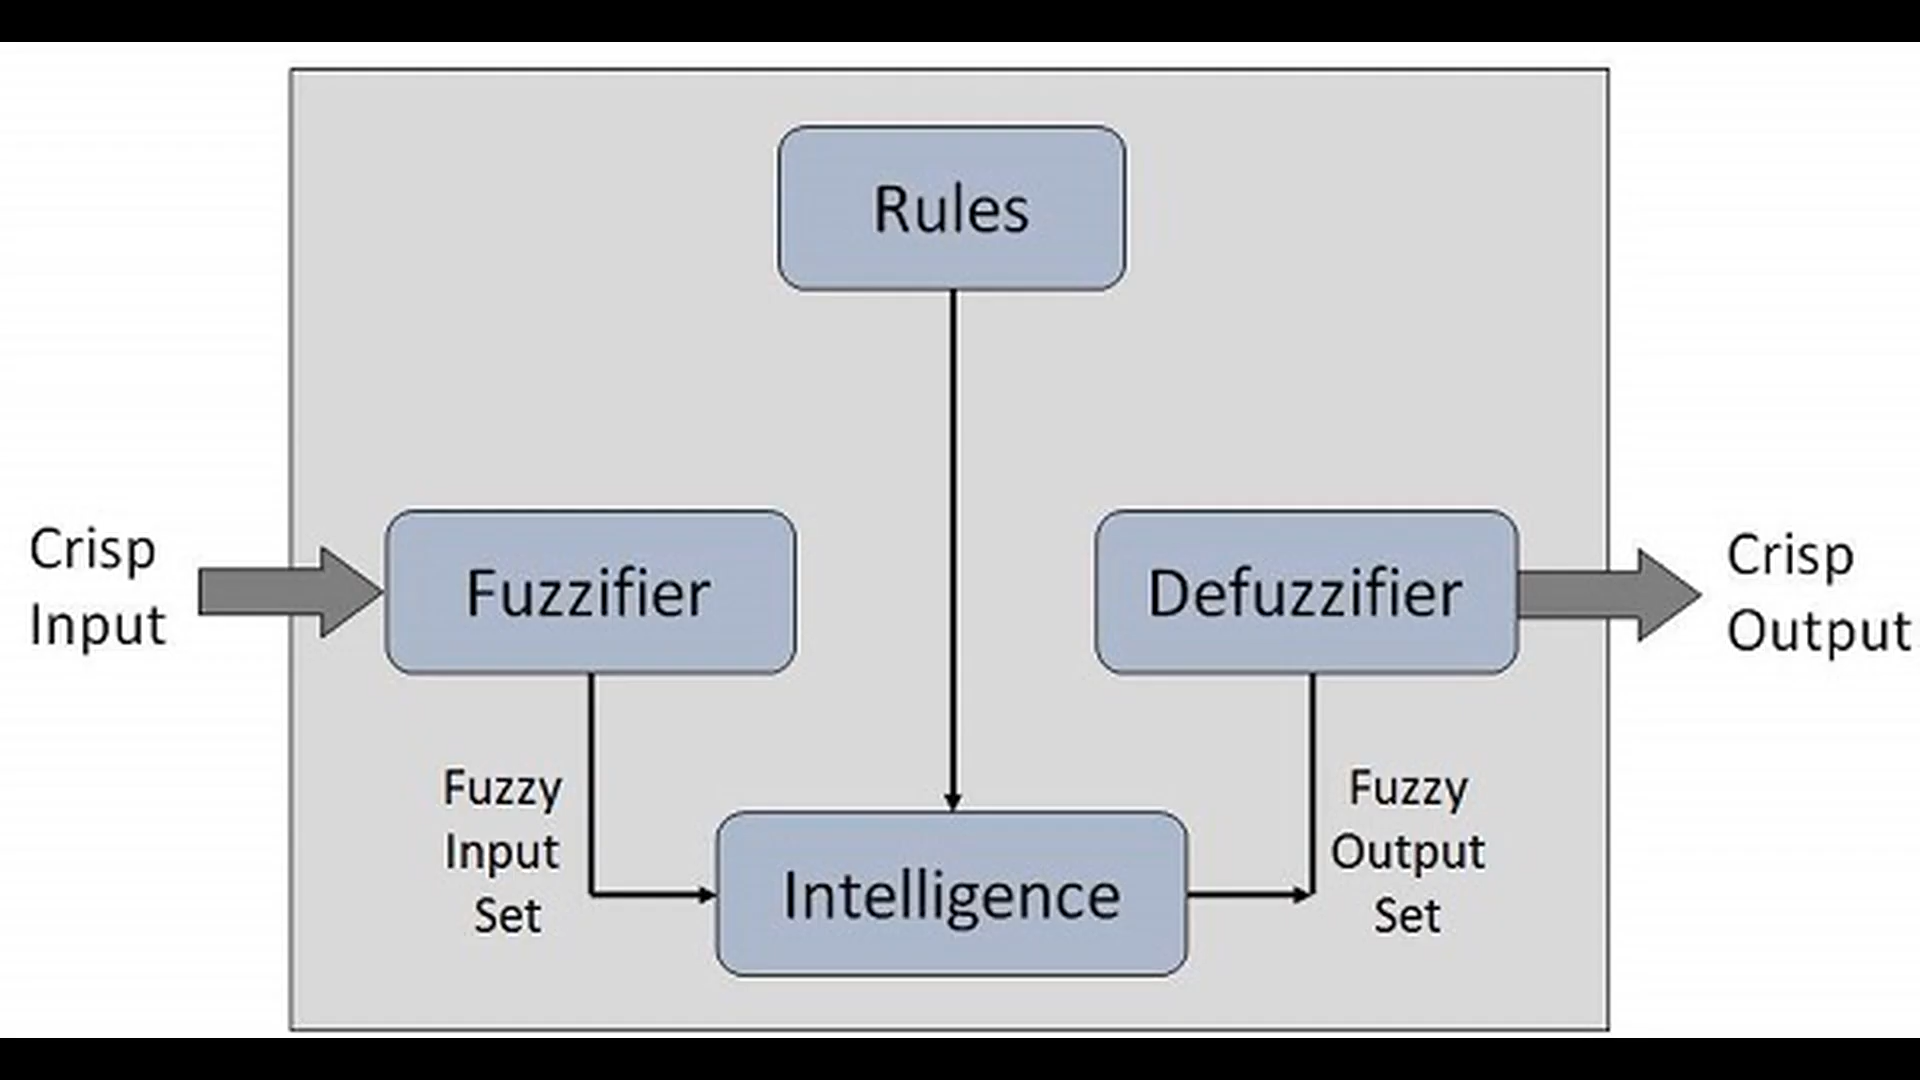 Rules
Crisp
Input
Fuzzifier
Defuzzifier
Crisp
Output
Fuzzy
Input
Set
Intelligence
Fuzzy
Output
Set